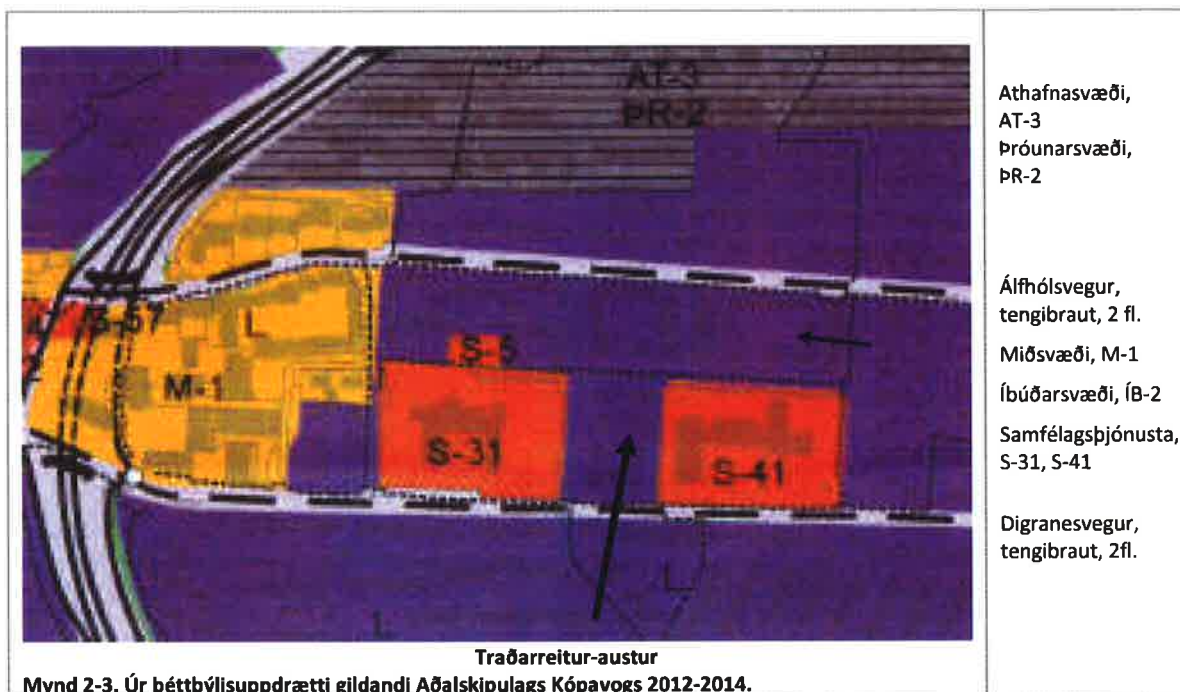 AT-3
ÞR-2
S-57
L
M-1
S-5
S-31
S-41
L
L
Athafnasvæði,
AT-3
Þróunarsvæði,
ÞR-2
Álfhólsvegur,
tengibraut, 2 fl.
Miðsvæði, M-1
Íbúðarsvæði, ÍB-2
Samfélagsþjónusta,
S-31, S-41
Digranesvegur,
tengibraut, 2fl.
Traðarreitur-austur
Mynd 2-3. Úr þéttbýlisuppdrætti gildandi Aðalskipulags Kópavogs 2012-2014.